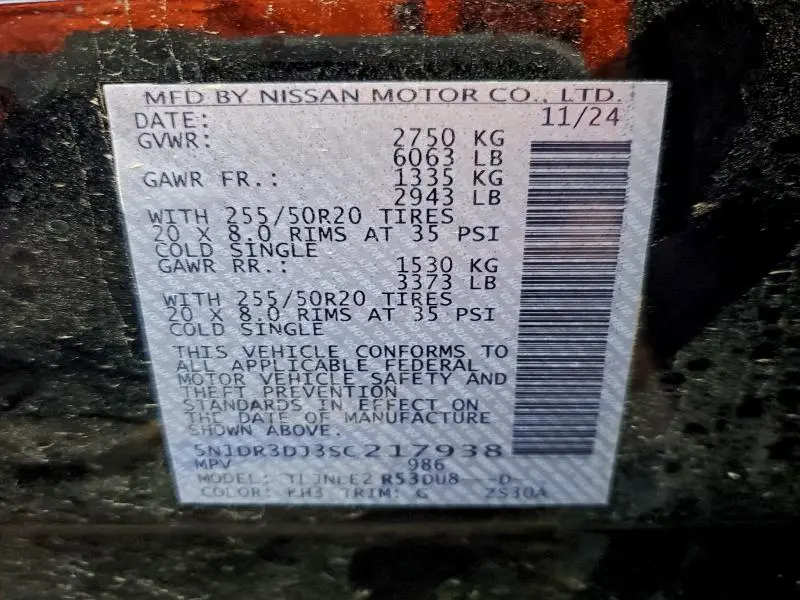 MFD BY NISSAN MOTOR CO., LTD.
DATE: 11/24
GVWR: 2750 KG
6063 LB
GAWR FR.: 1335 KG
2943 LB
WITH 255/50R20 TIRES
20 X 8.0 RIMS AT 35 PSI
COLD SINGLE
GAWR RR.: 1530 KG
3373 LB
WITH 255/50R20 TIRES
20 X 8.0 RIMS AT 35 PSI
COLD SINGLE
THIS VEHICLE CONFORMS TO
ALL APPLICABLE FEDERAL
MOTOR VEHICLE SAFETY AND
THEFT PREVENTION
STANDARDS IN EFFECT ON
THE DATE OF MANUFACTURE
SHOWN ABOVE.
5N1DR3DJ3SC217938
MPV 986
MODEL: R53DU8---D-
COLOR: KH3 TRIM: G